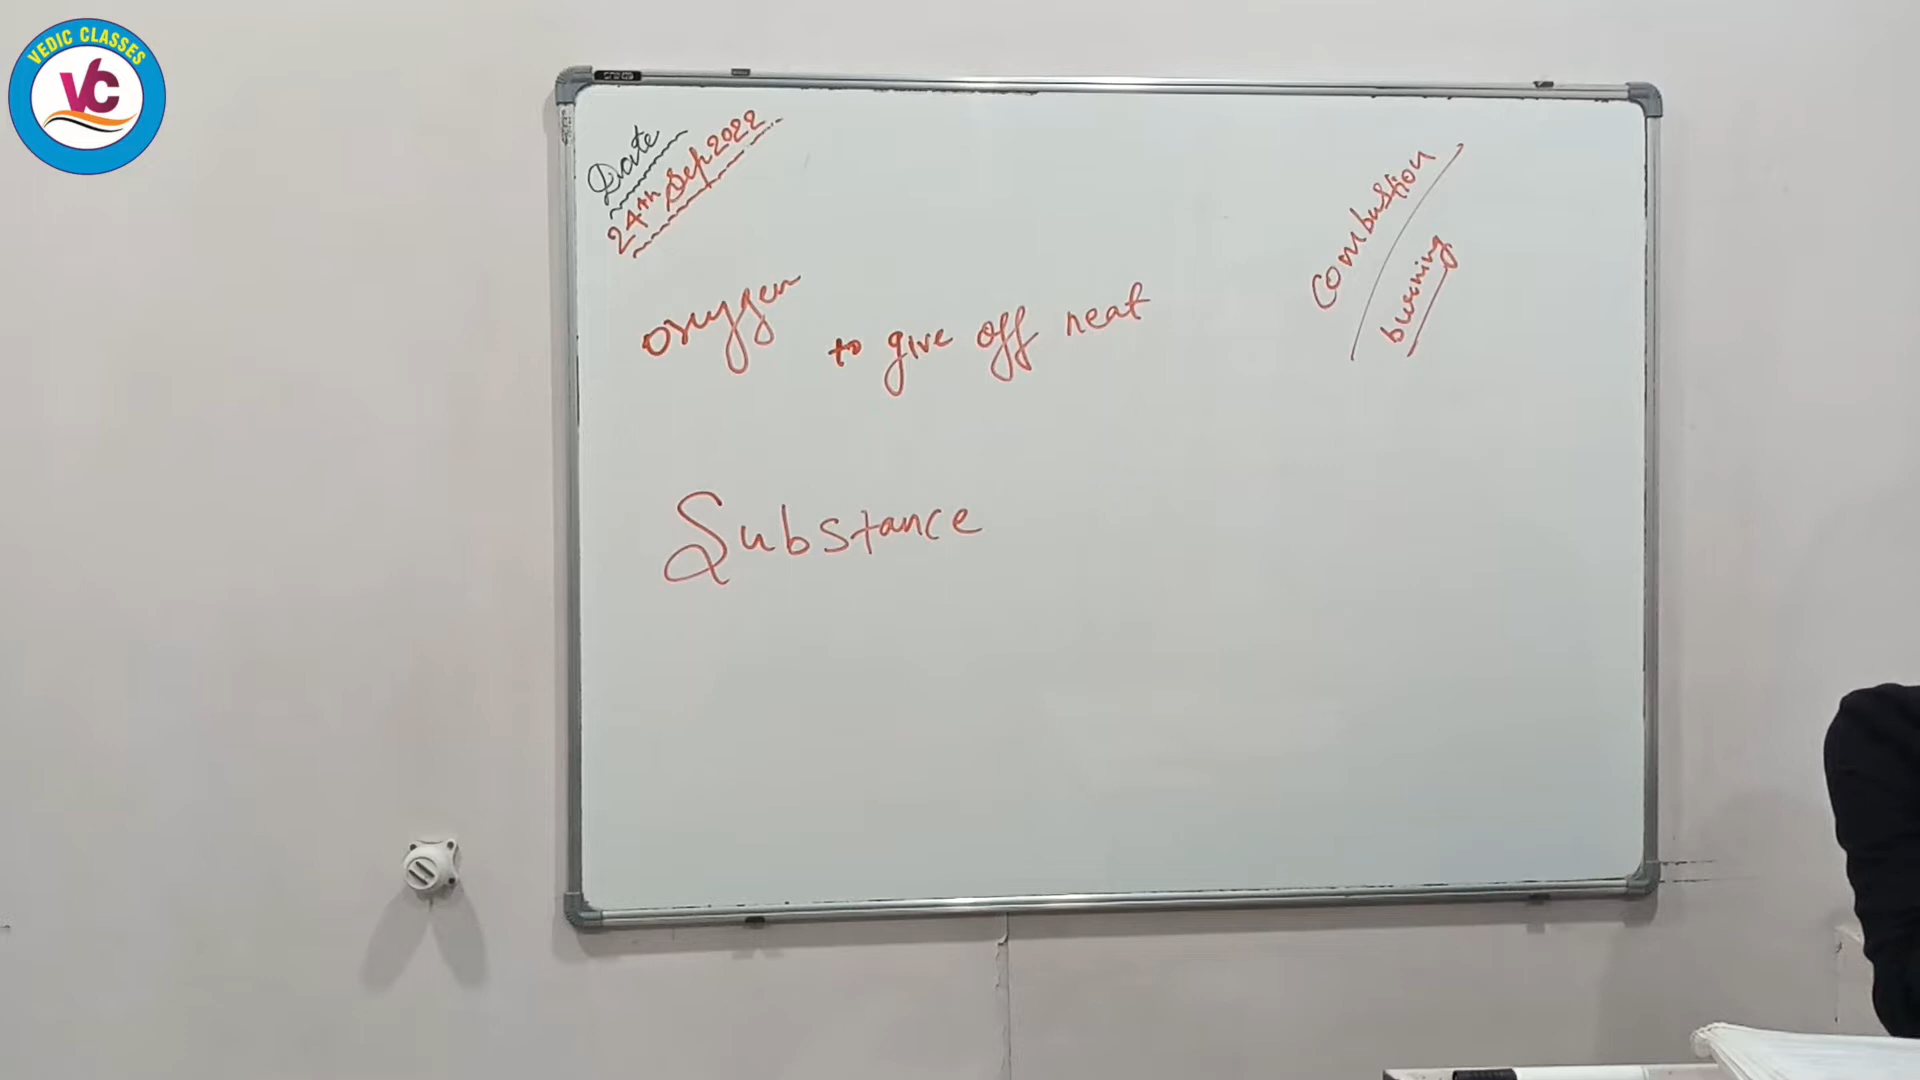 VEDIC CLASSES
VC
Date
24th Sep 2022
Combustion
burning
oxygen
to give off heat
Substance